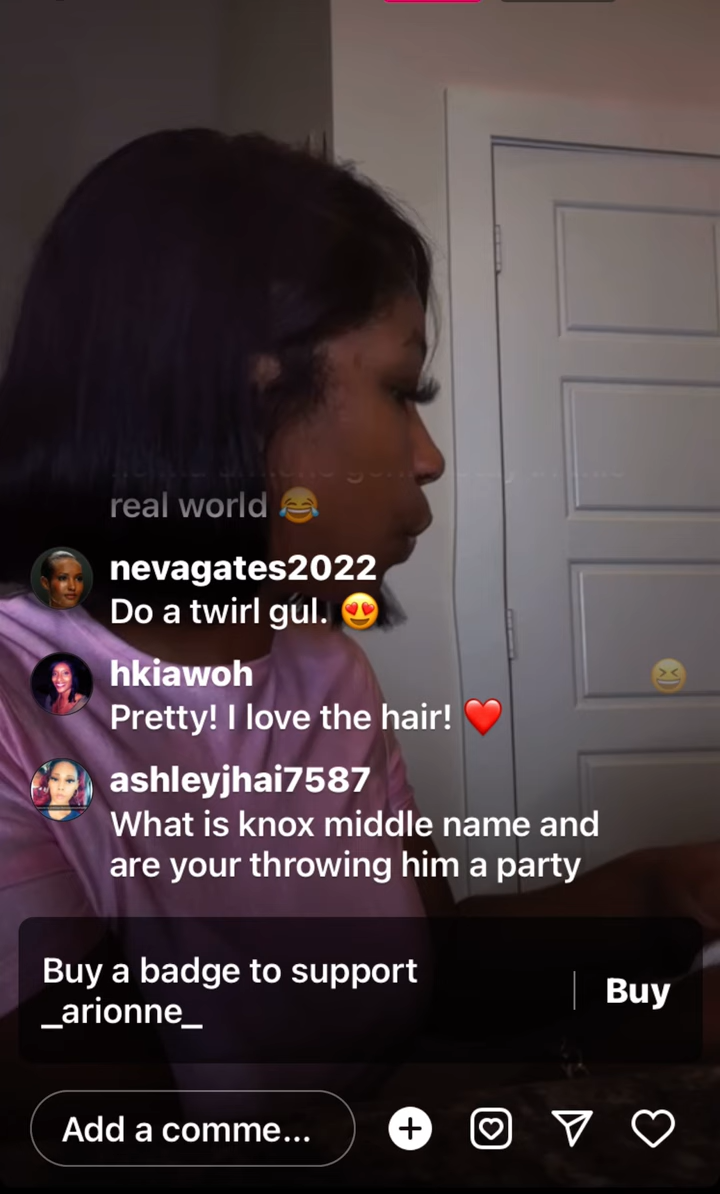 real world 😂
nevagates2022
Do a twirl gul. 😍
hkiawoh
Pretty! I love the hair! ❤️
ashleyjhai7587
What is knox middle name and
are your throwing him a party
Buy a badge to support
_arionne_
Buy
Add a comme...